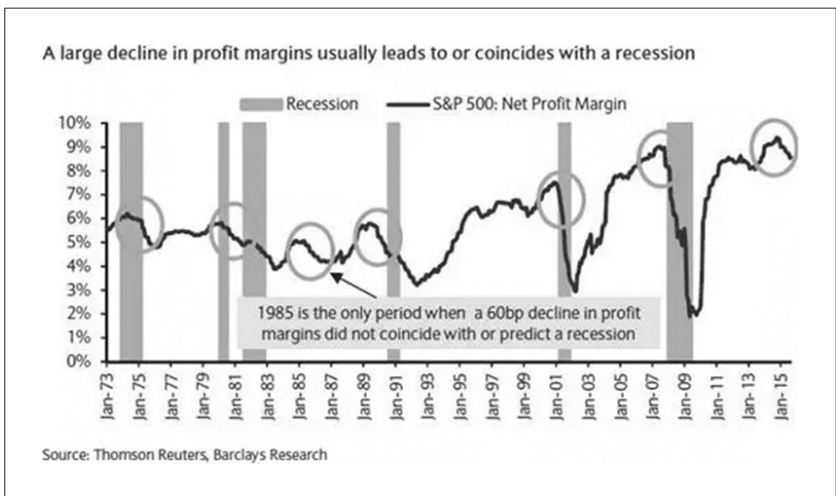 A large decline in profit margins usually leads to or coincides with a recession
Recession
S&P 500: Net Profit Margin
10%
9%
8%
7%
6%
5%
4%
3%
2%
1%
0%
1985 is the only period when a 60bp decline in profit
margins did not coincide with or predict a recession
Jan-73
Jan-75
Jan-77
Jan-79
Jan-81
Jan-83
Jan-85
Jan-87
Jan-89
Jan-91
Jan-93
Jan-95
Jan-97
Jan-99
Jan-01
Jan-03
Jan-05
Jan-07
Jan-09
Jan-11
Jan-13
Jan-15
Source: Thomson Reuters, Barclays Research